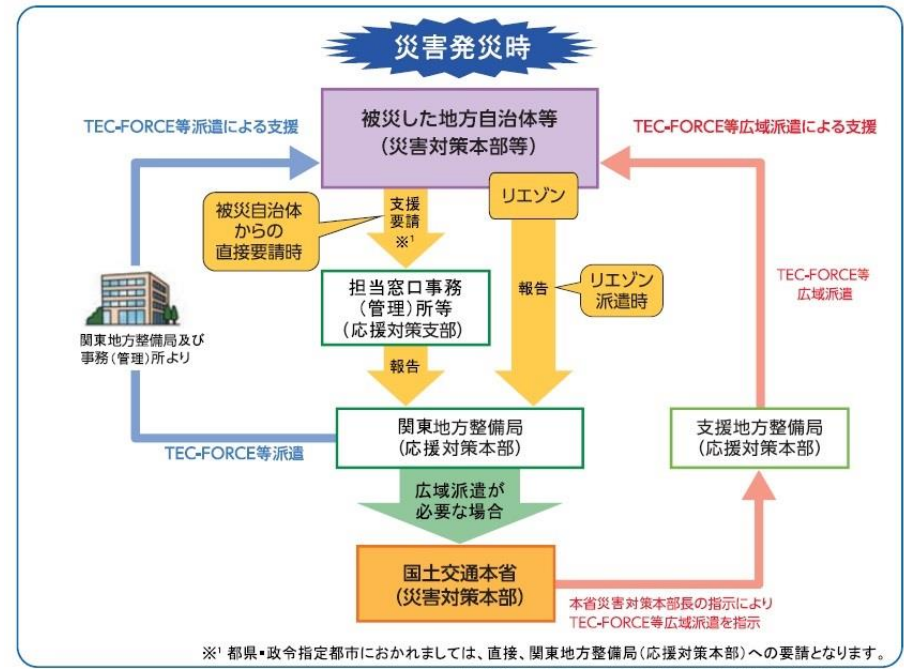 災害発災時
被災した地方自治体等
(災害対策本部等)
TEC-FORCE等派遣による支援
TEC-FORCE等広域派遣による支援
被災自治体
からの
直接要請時
支援
要請
※¹
リエゾン
担当窓口事務
(管理)所等
(応援対策支部)
報告
リエゾン
派遣時
TEC-FORCE等
広域派遣
関東地方整備局及び
事務(管理)所より
報告
関東地方整備局
(応援対策本部)
支援地方整備局
(応援対策本部)
TEC-FORCE等派遣
広域派遣が
必要な場合
国土交通本省
(災害対策本部)
本省災害対策本部長の指示により
TEC-FORCE等広域派遣を指示
※¹ 都県・政令指定都市におかれましては、直接、関東地方整備局(応援対策本部)への要請となります。